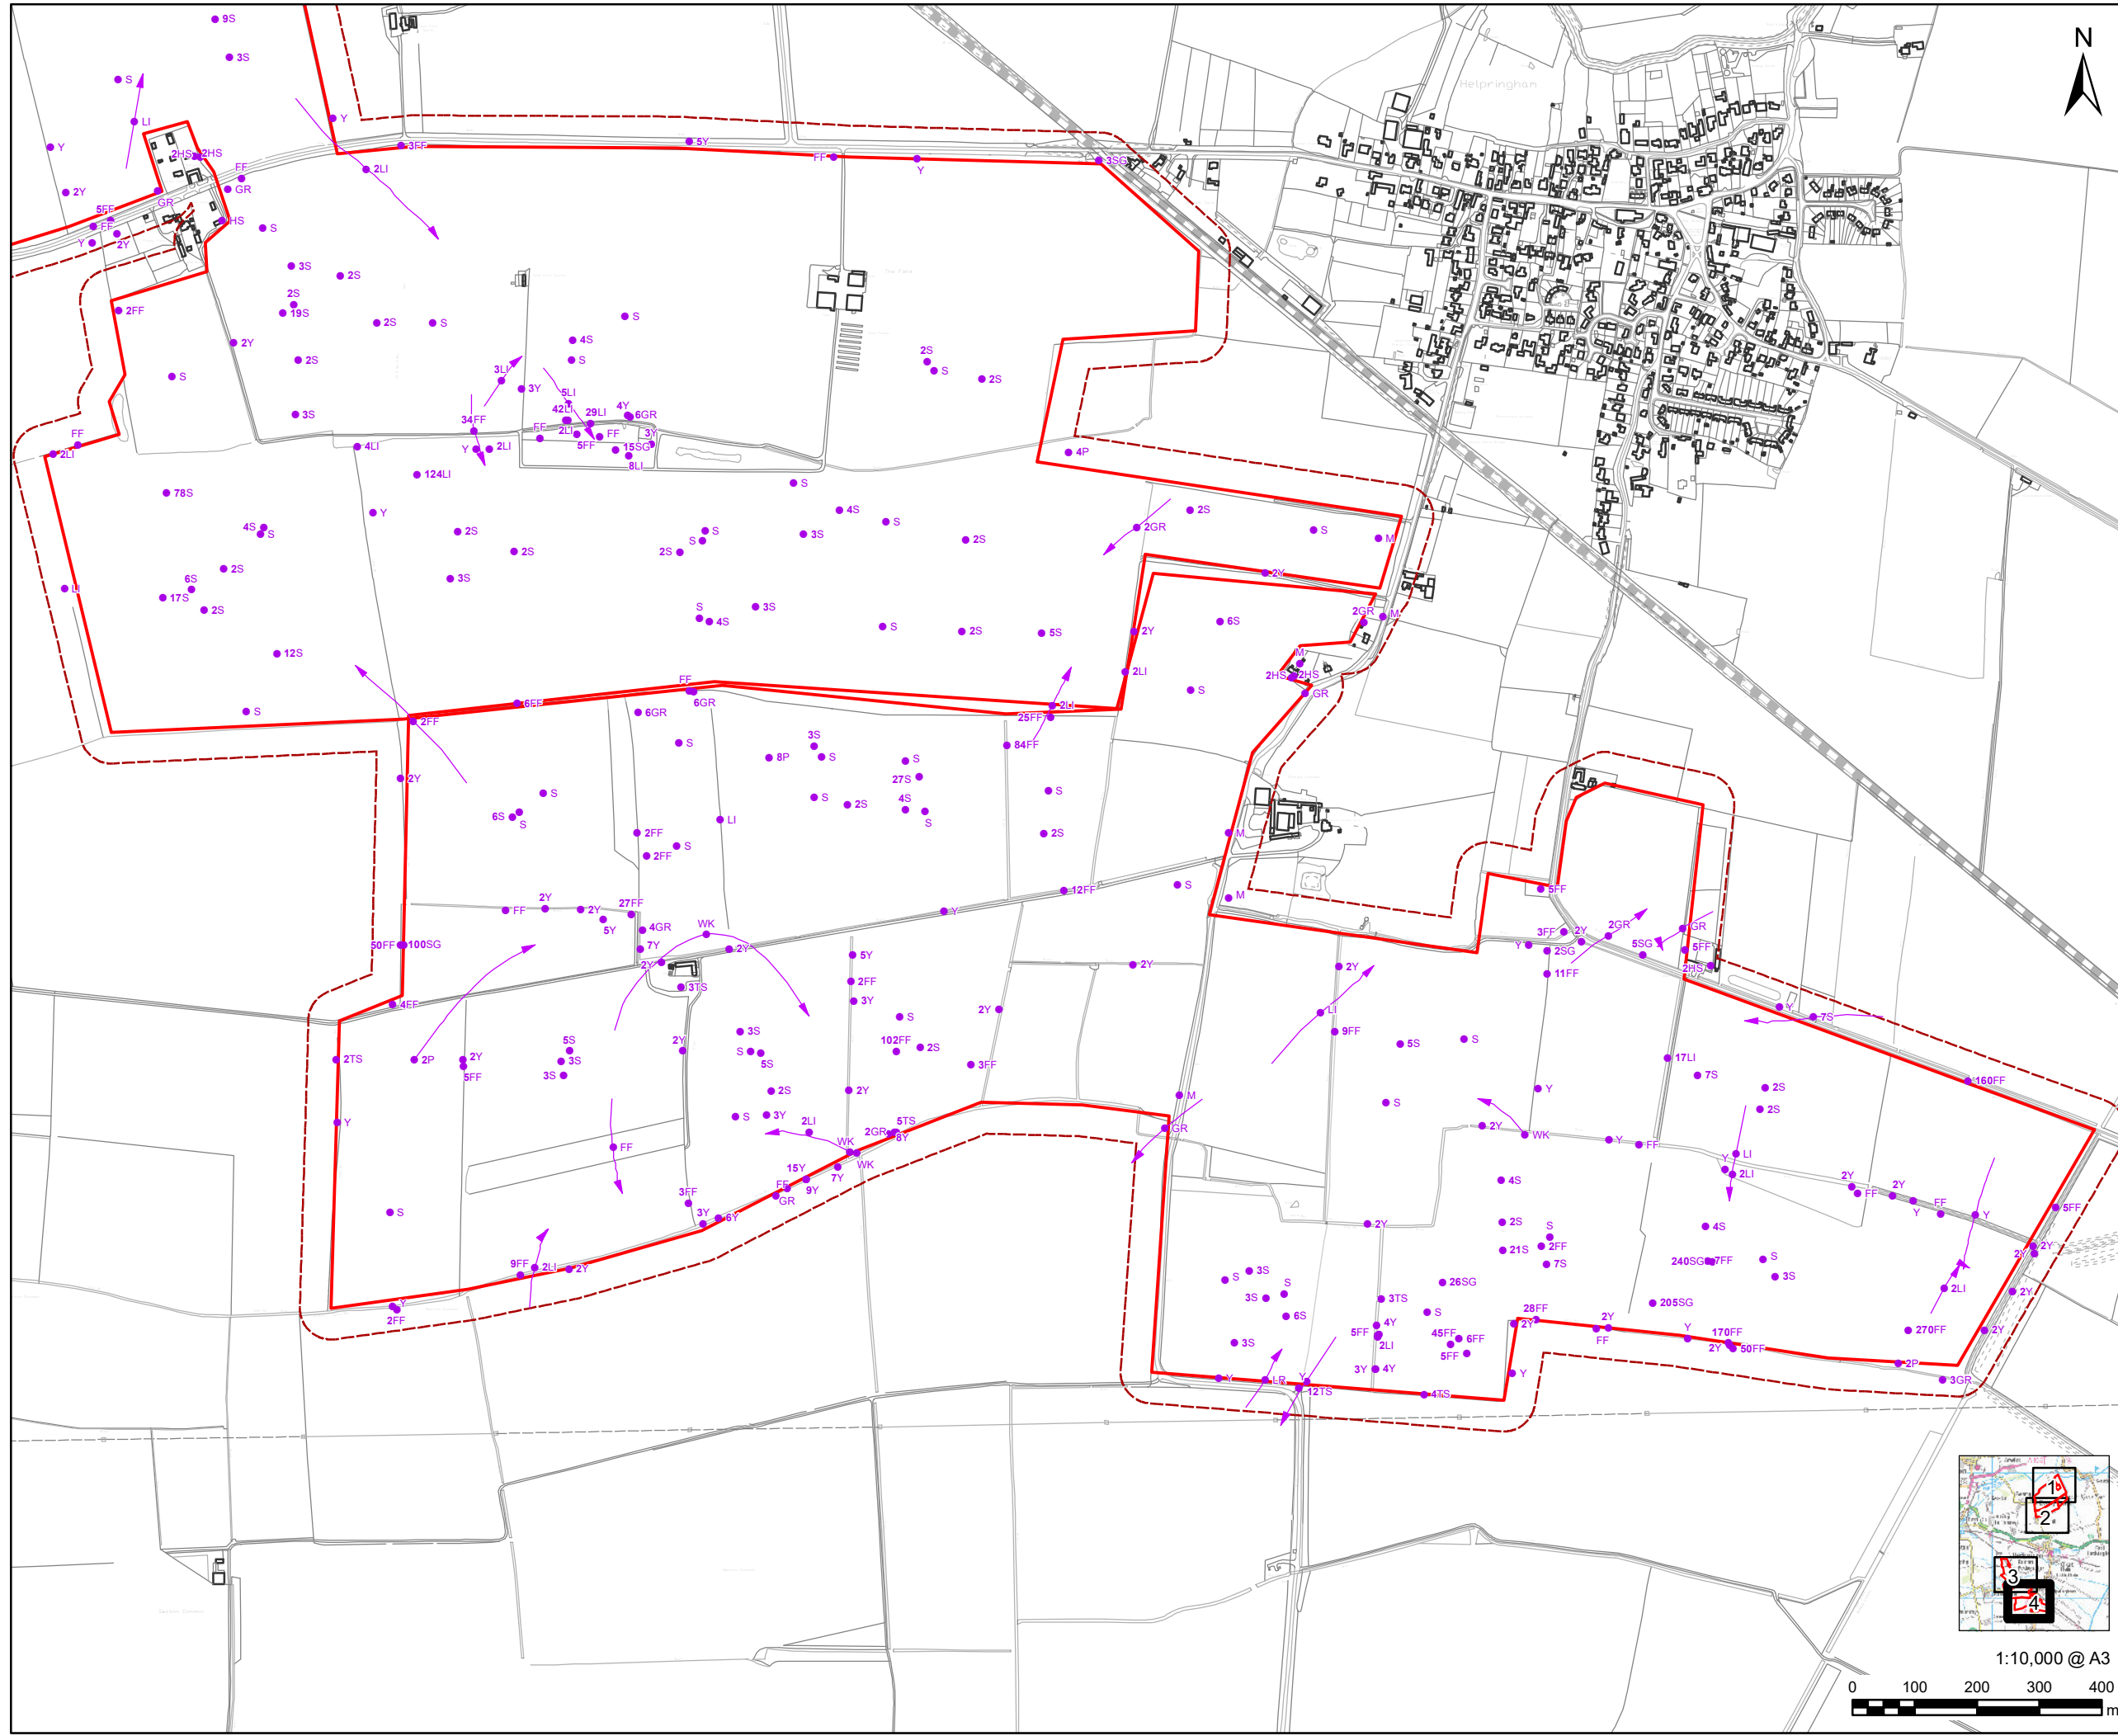 9S
3S
S
N
Helpringham
LI
Y
3FF
5Y
FF
Y
3SG
Y
2HS
2HS
FF
GR
2LI
2Y
GR
5FF
FF
HS
S
Y
2Y
3S
2S
2S
19S
2FF
2S
S
S
4S
2Y
2S
S
2S
S
2S
S
3LI
3Y
5LI
3S
42LI
29LI
4Y
6GR
34FF
FF
2LI
FF
3Y
FF
4LI
Y
2LI
5FF
15SG
8LI
4P
2LI
124LI
78S
S
Y
4S
S
2S
M
4S
S
2S
S
S
3S
2S
2GR
S
2S
2S
2S
3S
2Y
LI
6S
17S
2S
S
4S
3S
S
2S
5S
2Y
6S
2GR
M
12S
M
2LI
2HS
2HS
S
GR
FF
6GR
S
2FF
6FF
6GR
2LI
25FF
S
3S
S
84FF
8P
S
2Y
27S
S
S
S
2S
4S
S
6S
S
LI
2FF
2S
M
S
2FF
12FF
S
5FF
M
FF
2Y
2Y
27FF
Y
5Y
4GR
WK
3FF
2Y
2GR
GR
50FF
100SG
7Y
2Y
5Y
Y
2SG
5SG
5FF
2Y
2Y
2Y
11FF
2HS
3TS
2FF
4FF
3Y
2Y
LI
Y
7S
S
3S
9FF
2TS
2P
2Y
5FF
5S
3S
3S
2Y
S
5S
102FF
2S
3FF
5S
S
17LI
7S
160FF
2S
2Y
Y
2S
S
M
S
2S
Y
3Y
2LI
2GR
5TS
8Y
GR
2Y
WK
Y
FF
FF
WK
WK
LI
7Y
Y
2LI
15Y
FF
9Y
GR
4S
2Y
FF
2Y
Y
FF
Y
5FF
S
3FF
3Y
6Y
2Y
2S
S
4S
2FF
2Y
2Y
9FF
2LI
2Y
21S
7S
240SG
7FF
S
3S
3S
S
S
3S
26SG
6S
3TS
S
205SG
2LI
2Y
Y
2FF
4Y
5FF
2LI
45FF
6FF
5FF
2Y
28FF
2Y
FF
Y
170FF
2Y
50FF
270FF
2Y
3S
3Y
4Y
Y
2P
3GR
Y
LR
Y
12TS
4TS
1
2
3
4
1:10,000 @ A3
0 100 200 300 400
m